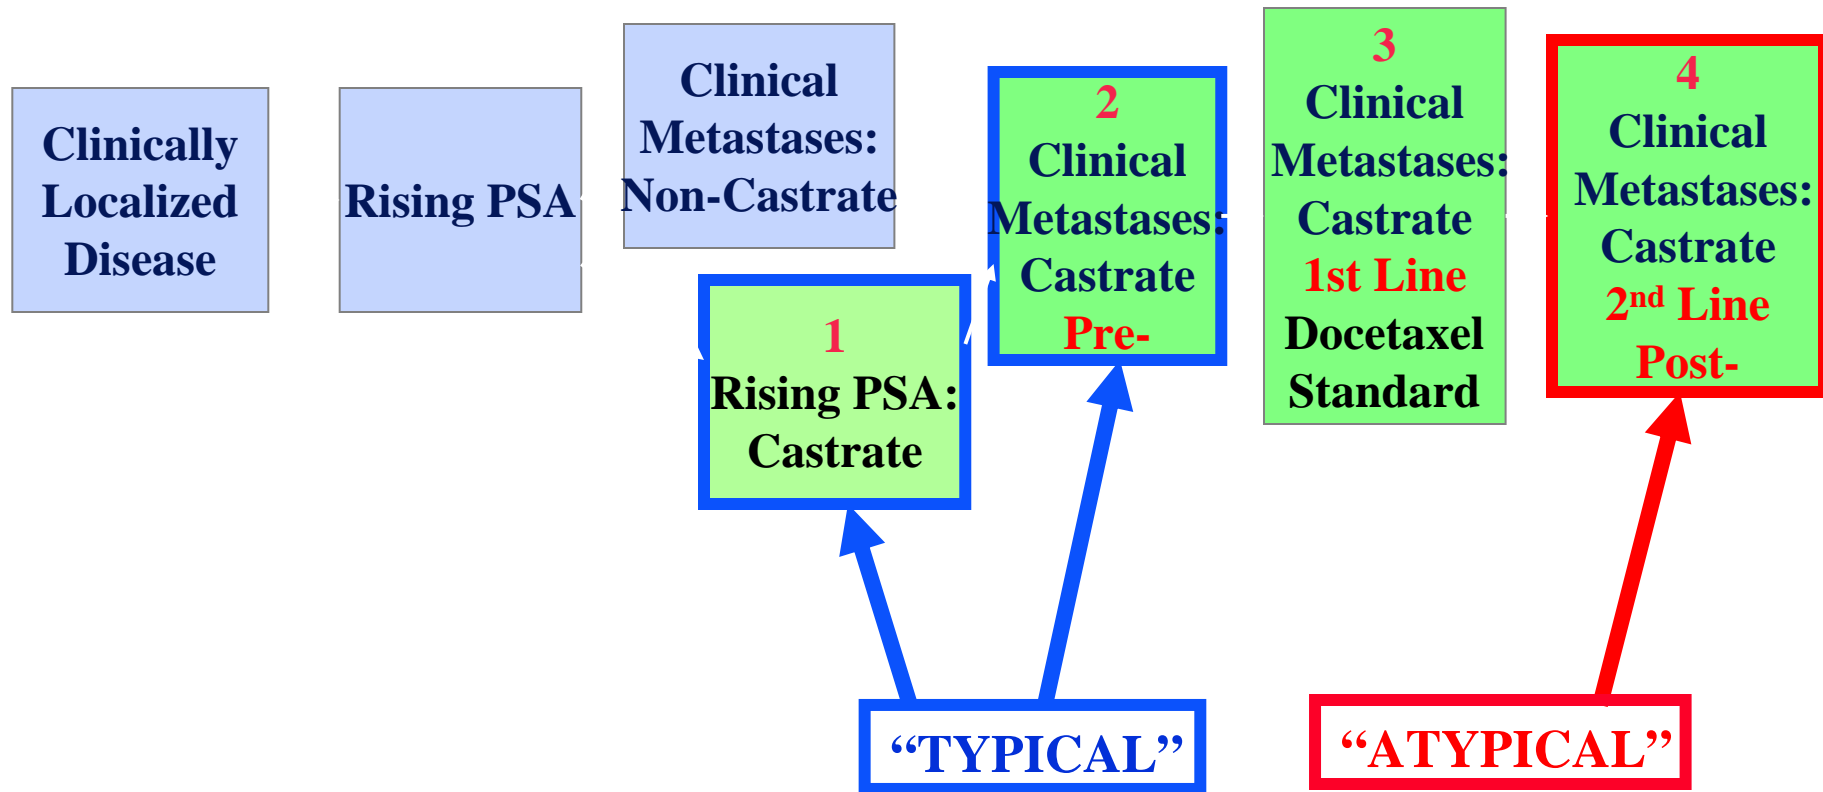 Clinically
Localized
Disease
Rising PSA
Clinical
Metastases:
Non-Castrate
1
Rising PSA:
Castrate
2
Clinical
Metastases:
Castrate
Pre-
3
Clinical
Metastases:
Castrate
1st Line
Docetaxel
Standard
4
Clinical
Metastases:
Castrate
2nd Line
Post-
“TYPICAL”
“ATYPICAL”